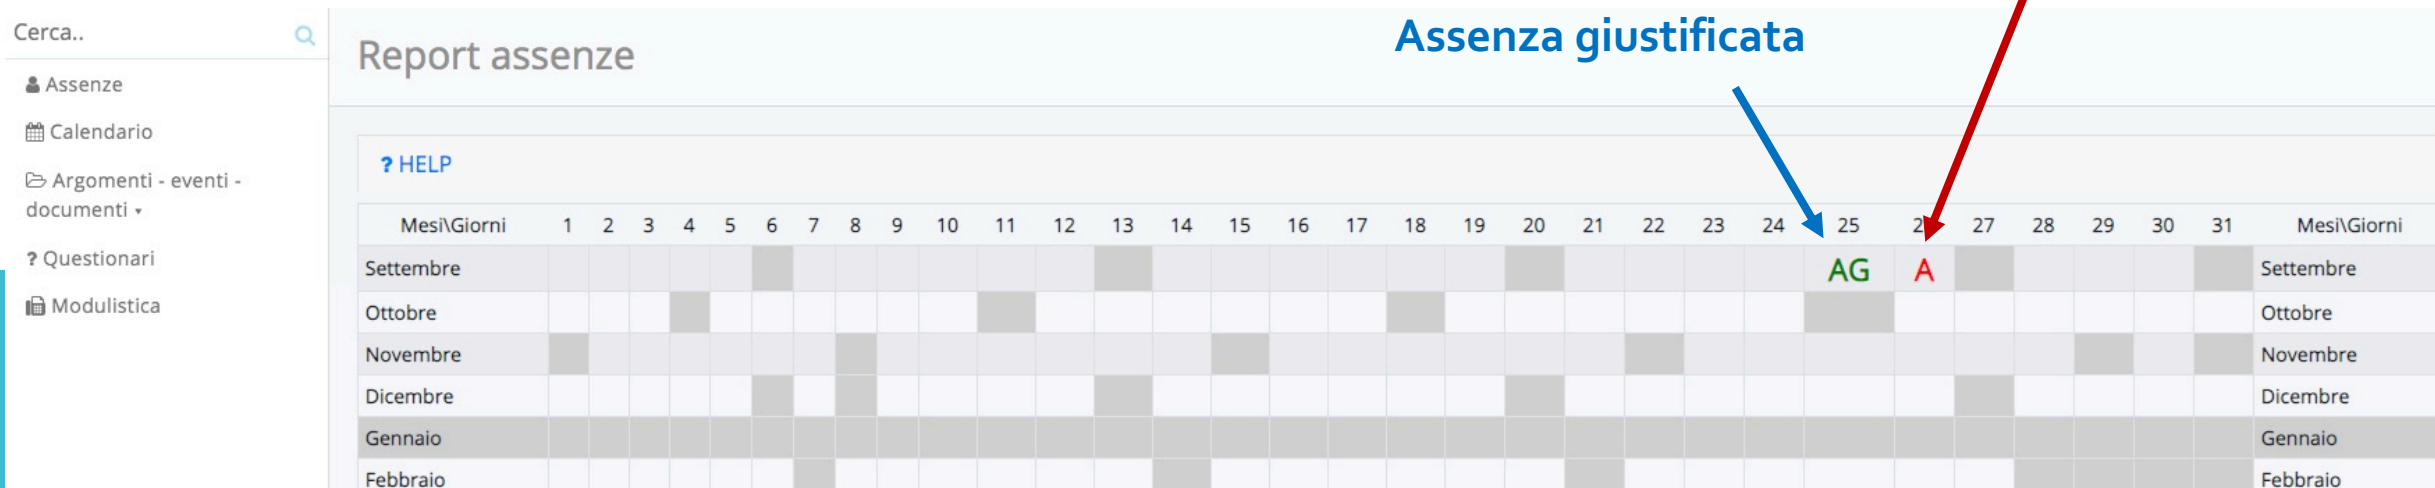 Cerca..
Assenze
Calendario
Argomenti - eventi -
documenti
? Questionari
Modulistica
Report assenze
Assenza giustificata
? HELP
Mesi\Giorni 1 2 3 4 5 6 7 8 9 10 11 12 13 14 15 16 17 18 19 20 21 22 23 24 25 27 28 29 30 31 Mesi\Giorni
Settembre AG A Settembre
Ottobre Ottobre
Novembre Novembre
Dicembre Dicembre
Gennaio Gennaio
Febbraio Febbraio